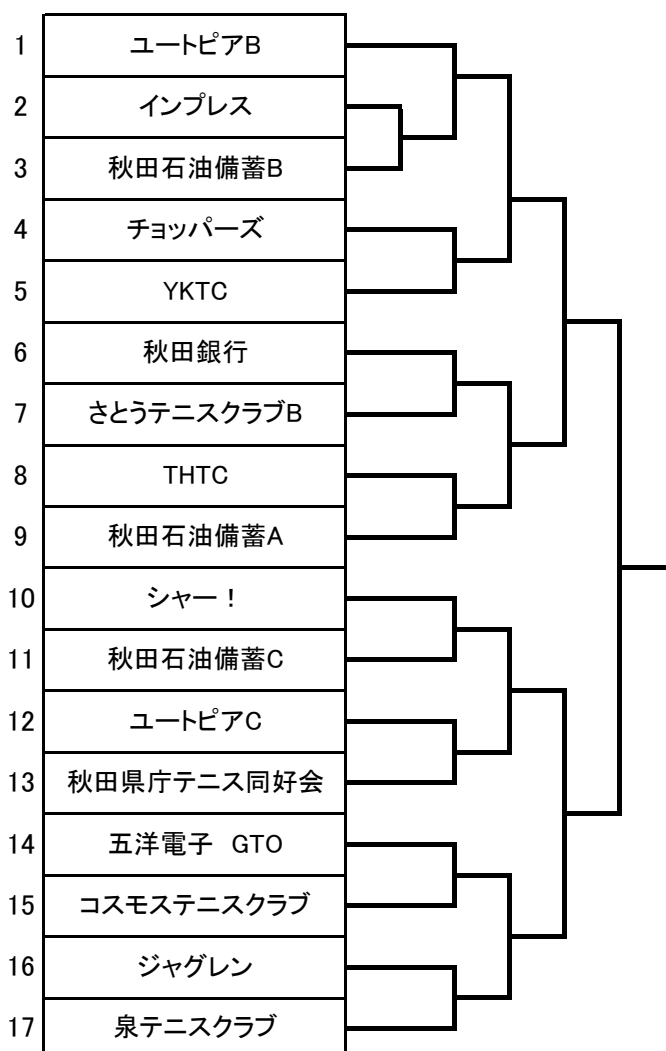 1 ユートピアB
2 インプレス
3 秋田石油備蓄B
4 チョッパーズ
5 YKTC
6 秋田銀行
7 さとうテニスクラブB
8 THTC
9 秋田石油備蓄A
10 シャー！
11 秋田石油備蓄C
12 ユートピアC
13 秋田県庁テニス同好会
14 五洋電子　GTO
15 コスモステニスクラブ
16 ジャグレン
17 泉テニスクラブ